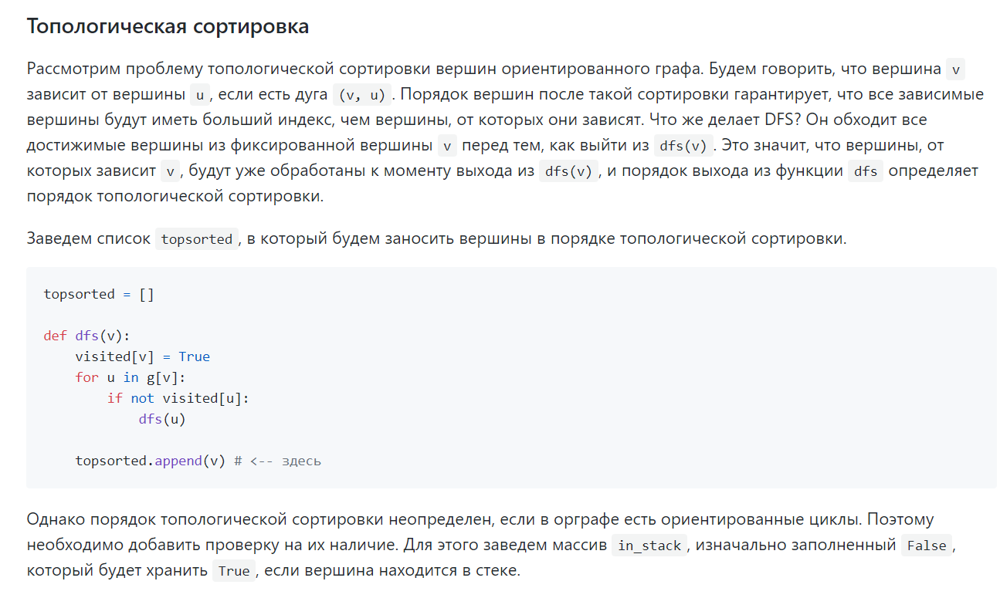 Топологическая сортировка
Рассмотрим проблему топологической сортировки вершин ориентированного графа. Будем говорить, что вершина v
зависит от вершины u, если есть дуга (v, u). Порядок вершин после такой сортировки гарантирует, что все зависимые
вершины будут иметь больший индекс, чем вершины, от которых они зависят. Что же делает DFS? Он обходит все
достижимые вершины из фиксированной вершины v перед тем, как выйти из dfs(v). Это значит, что вершины, от
которых зависит v, будут уже обработаны к моменту выхода из dfs(v), и порядок выхода из функции dfs определяет
порядок топологической сортировки.
Заведем список topsorted, в который будем заносить вершины в порядке топологической сортировки.
topsorted = []
def dfs(v):
    visited[v] = True
    for u in g[v]:
        if not visited[u]:
            dfs(u)
    topsorted.append(v) # <-- здесь
Однако порядок топологической сортировки неопределен, если в орграфе есть ориентированные циклы. Поэтому
необходимо добавить проверку на их наличие. Для этого заведем массив in_stack, изначально заполненный False,
который будет хранить True, если вершина находится в стеке.